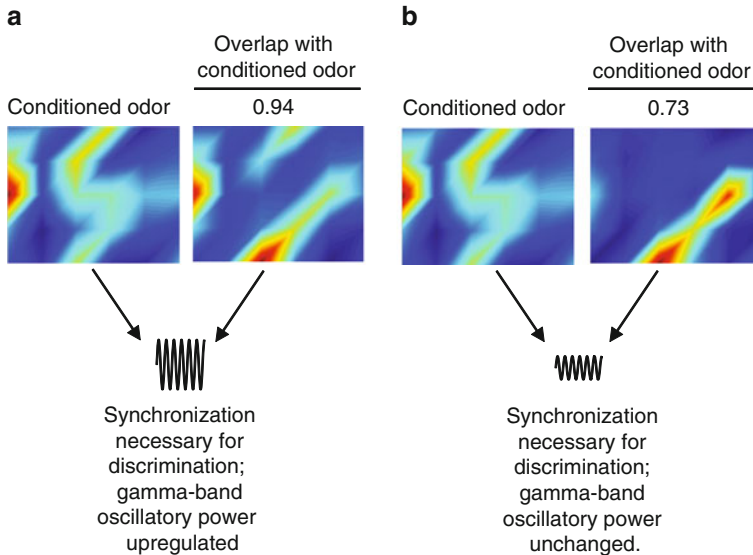 a
Overlap with
conditioned odor
Conditioned odor
0.94
Synchronization
necessary for
discrimination;
gamma-band
oscillatory power
upregulated
b
Overlap with
conditioned odor
Conditioned odor
0.73
Synchronization
necessary for
discrimination;
gamma-band
oscillatory power
unchanged.